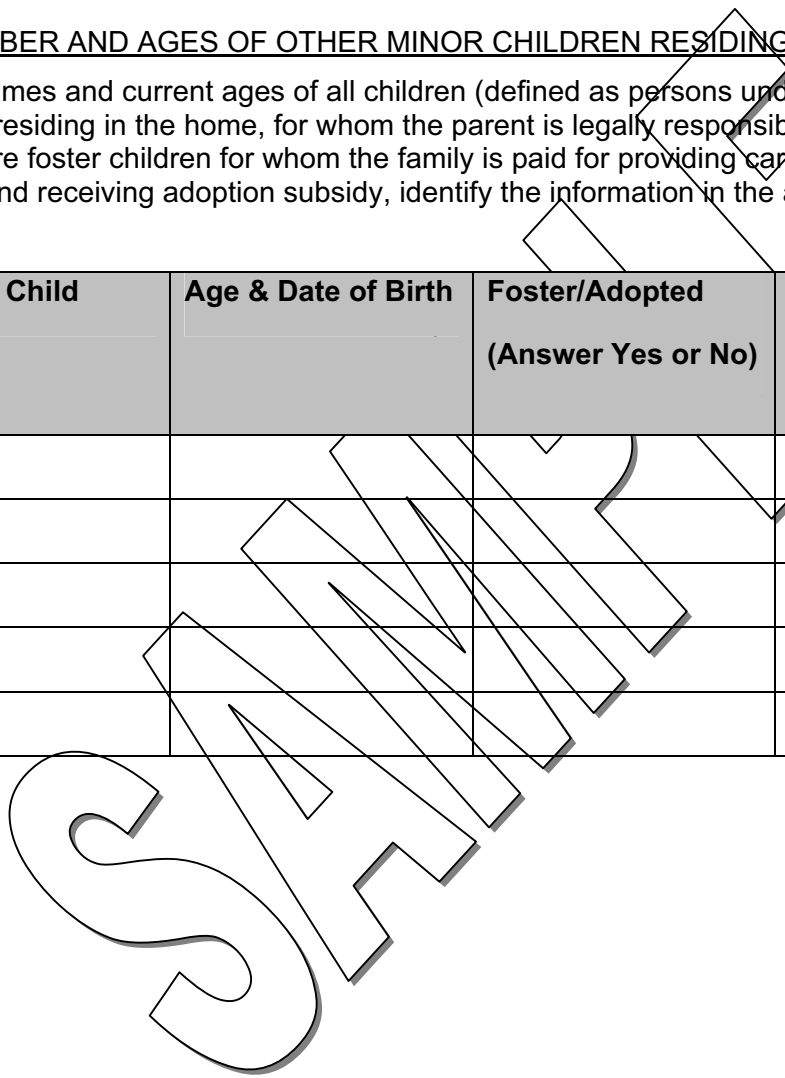 BER AND AGES OF OTHER MINOR CHILDREN RESIDING
mes and current ages of all children (defined as persons und
residing in the home, for whom the parent is legally responsib
re foster children for whom the family is paid for providing car
nd receiving adoption subsidy, identify the information in the a
Child Age & Date of Birth Foster/Adopted
(Answer Yes or No)
SAMPLE